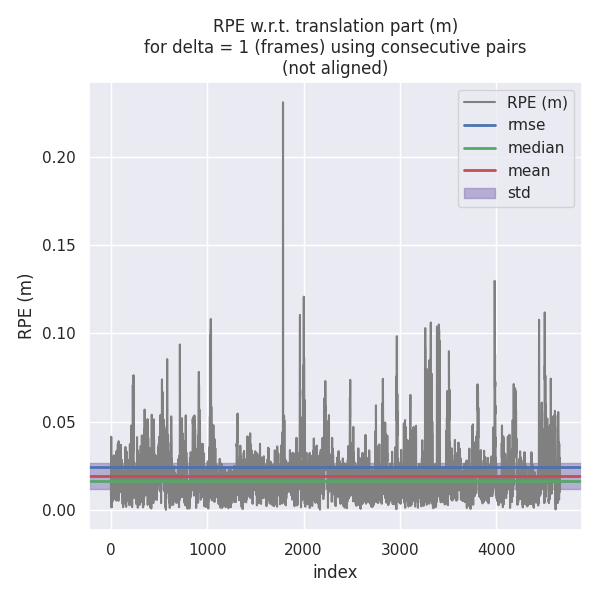 RPE w.r.t. translation part (m)
for delta = 1 (frames) using consecutive pairs
(not aligned)
RPE (m)
rmse
median
mean
std
0.20
0.15
0.10
0.05
0.00
RPE (m)
0
1000
2000
3000
4000
index